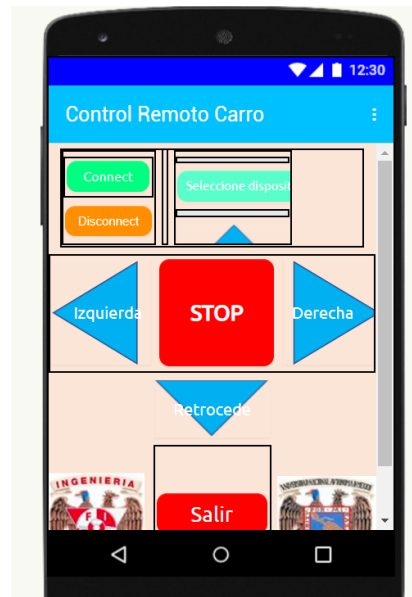 12:30
Control Remoto Carro
Connect
Seleccione disposit
Disconnect
Izquierda
STOP
Derecha
Retrocede
INGENIERIA
F I
Salir